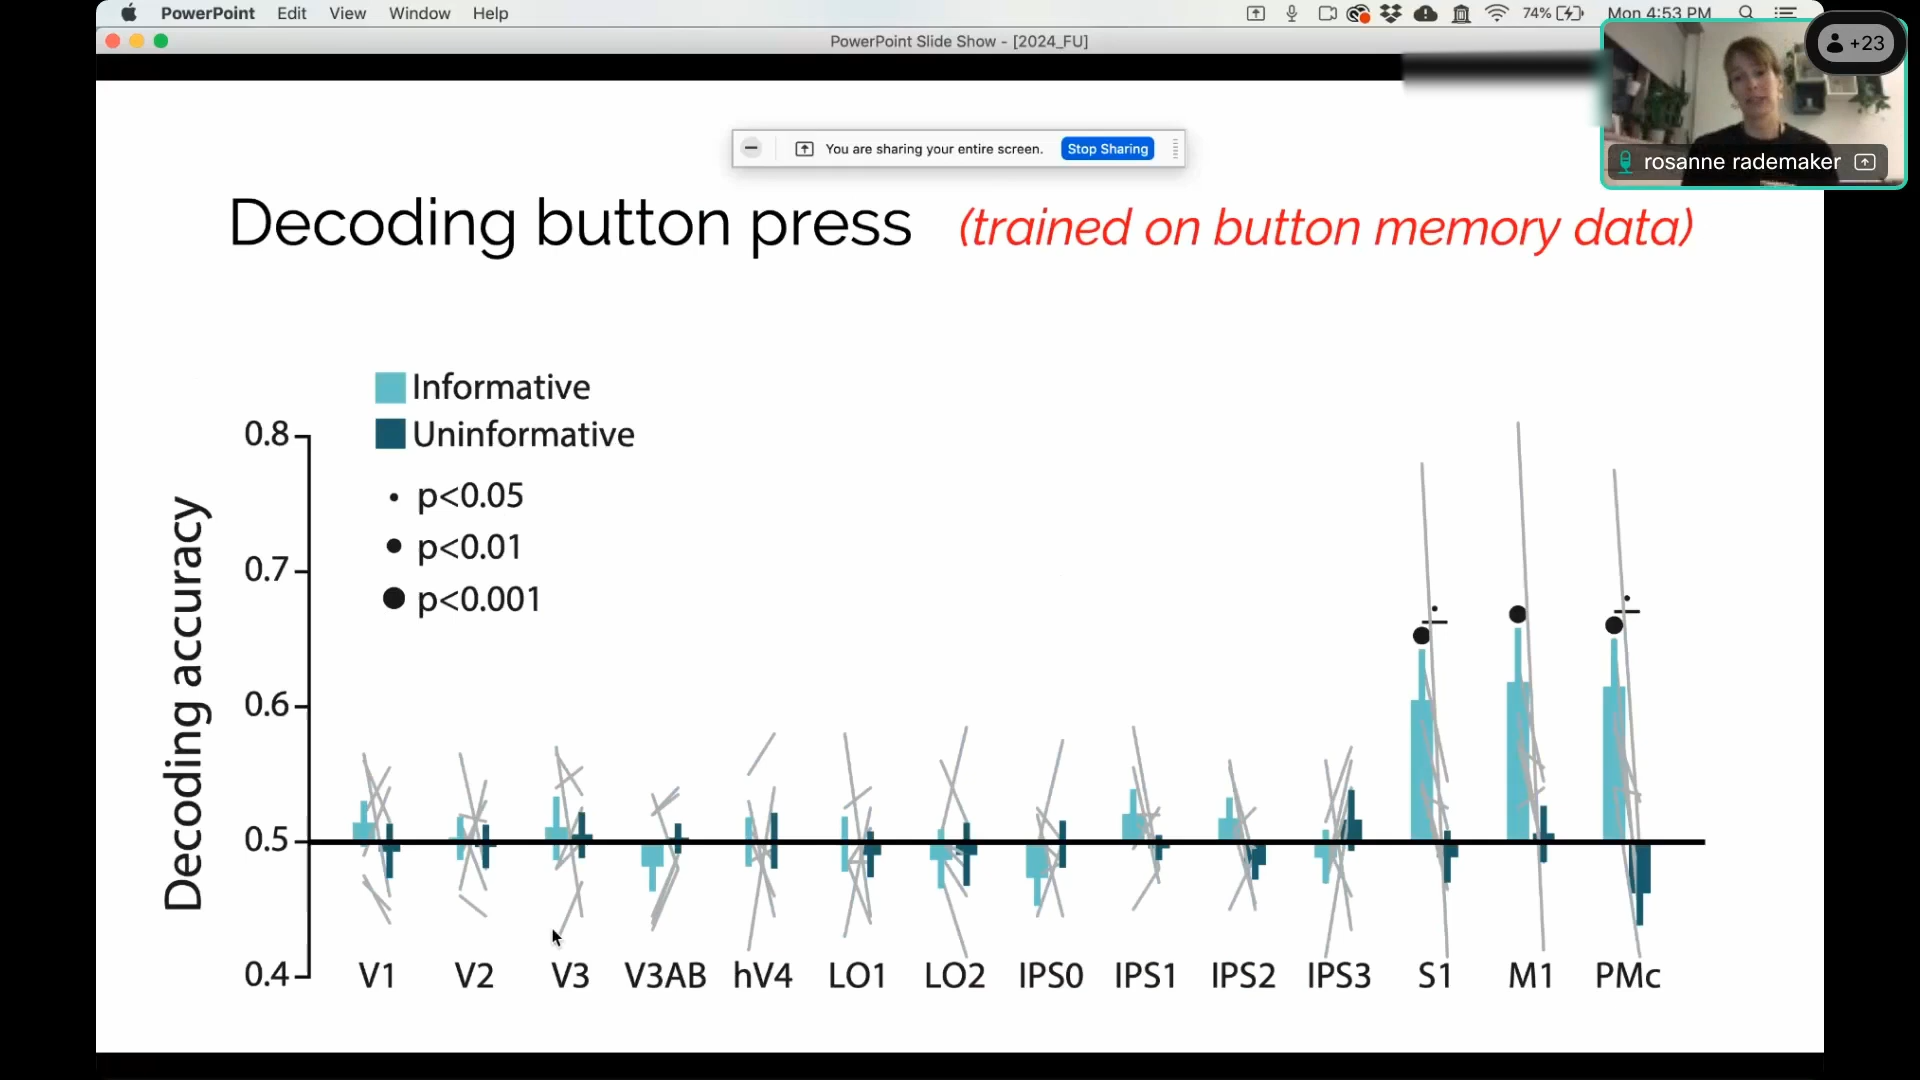 PowerPoint Edit View Window Help 74% Mon 4:53 PM
PowerPoint Slide Show - [2024_FU]
+23
You are sharing your entire screen. Stop Sharing
rosanne rademaker
Decoding button press (trained on button memory data)
Informative
Uninformative
p<0.05
p<0.01
p<0.001
Decoding accuracy
0.8
0.7
0.6
0.5
0.4
V1 V2 V3 V3AB hV4 LO1 LO2 IPS0 IPS1 IPS2 IPS3 S1 M1 PMc